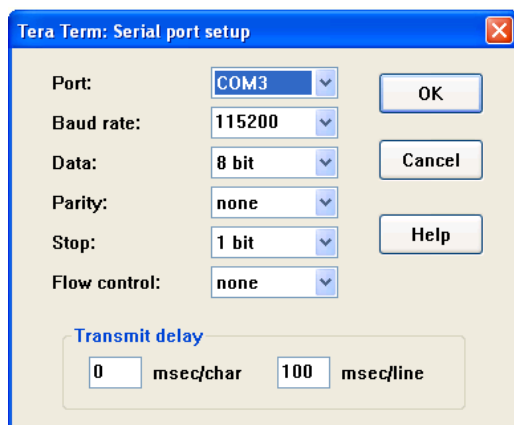 Tera Term: Serial port setup
Port: COM3
OK
Baud rate: 115200
Data: 8 bit
Cancel
Parity: none
Stop: 1 bit
Help
Flow control: none
Transmit delay
0 msec/char 100 msec/line